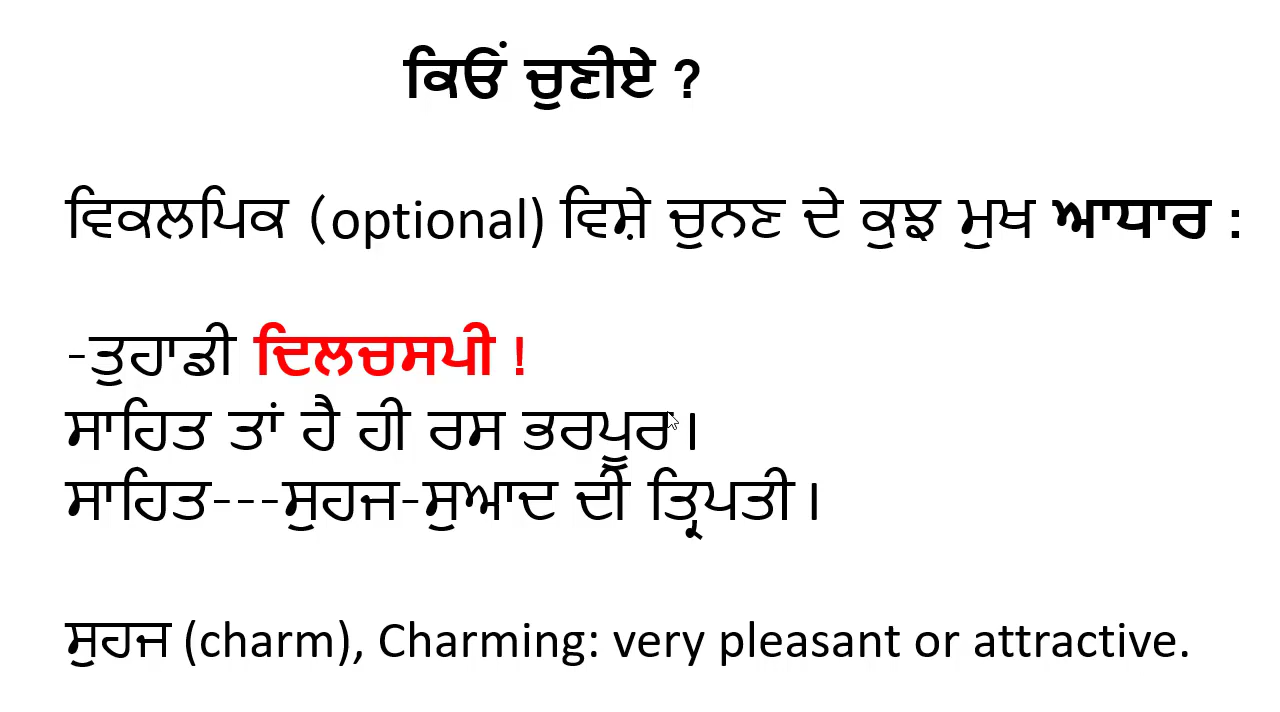 ਕਿਓਂ ਚੁਣੀਏ ?
ਵਿਕਲਪਿਕ (optional) ਵਿਸ਼ੇ ਚੁਨਣ ਦੇ ਕੁਝ ਮੁਖ ਆਧਾਰ :
-ਤੁਹਾਡੀ ਦਿਲਚਸਪੀ !
ਸਾਹਿਤ ਤਾਂ ਹੈ ਹੀ ਰਸ ਭਰਪੂਰ।
ਸਾਹਿਤ---ਸੁਹਜ-ਸੁਆਦ ਦੀ ਤ੍ਰਿਪਤੀ।
ਸੁਹਜ (charm), Charming: very pleasant or attractive.